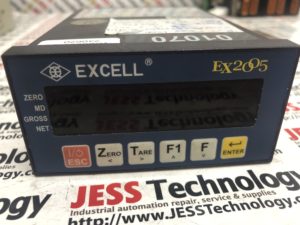 01070
EXCELL®
EX2005
ZERO
MD
GROSS
NET
I/O
ESC
ZERO
<
TARE
>
F1
^
F
˅
ENTER
JESS Technology
Industrial automation repair, service & supplies
www.JESSTechnology.com